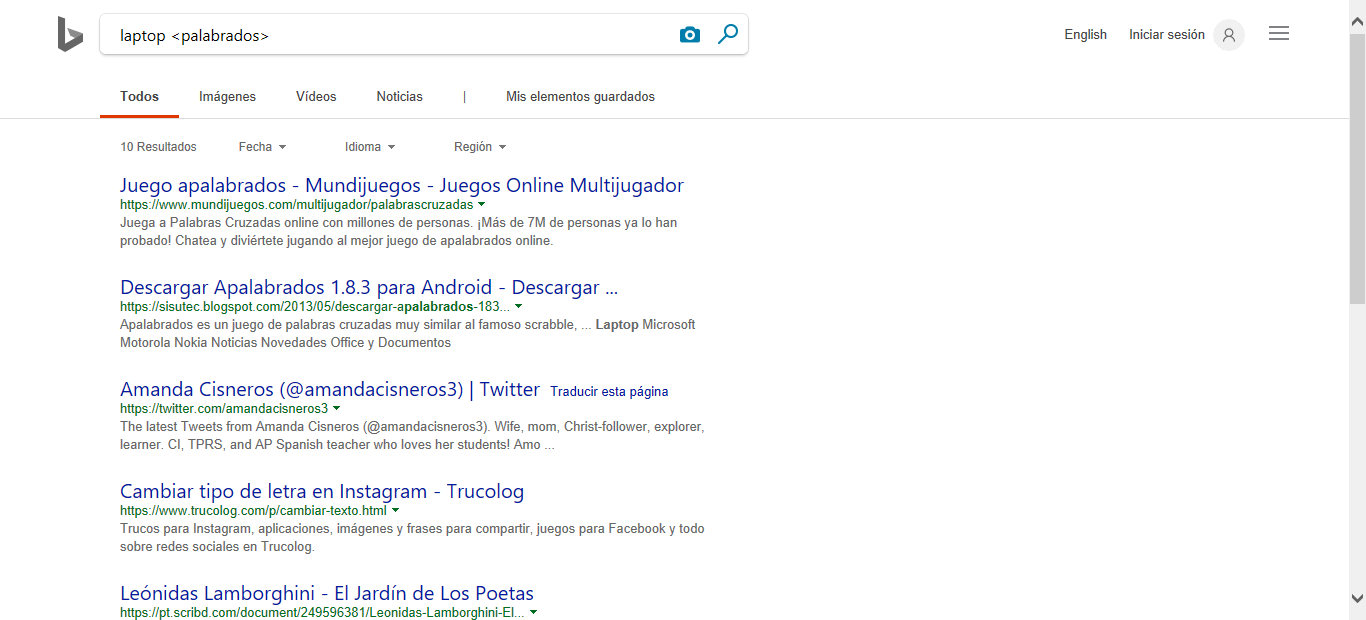 laptop <palabrados>
English
Iniciar sesión
Todos
Imágenes
Vídeos
Noticias
|
Mis elementos guardados
10 Resultados
Fecha
Idioma
Región
Juego apalabrados - Mundijuegos - Juegos Online Multijugador
https://www.mundijuegos.com/multijugador/palabrascruzadas
Juega a Palabras Cruzadas online con millones de personas. ¡Más de 7M de personas ya lo han
probado! Chatea y diviértete jugando al mejor juego de apalabrados online.
Descargar Apalabrados 1.8.3 para Android - Descargar ...
https://sisutec.blogspot.com/2013/05/descargar-apalabrados-183...
Apalabrados es un juego de palabras cruzadas muy similar al famoso scrabble, ... Laptop Microsoft
Motorola Nokia Noticias Novedades Office y Documentos
Amanda Cisneros (@amandacisneros3) | Twitter Traducir esta página
https://twitter.com/amandacisneros3
The latest Tweets from Amanda Cisneros (@amandacisneros3). Wife, mom, Christ-follower, explorer,
learner. CI, TPRS, and AP Spanish teacher who loves her students! Amo ...
Cambiar tipo de letra en Instagram - Trucolog
https://www.trucolog.com/p/cambiar-texto.html
Trucos para Instagram, aplicaciones, imágenes y frases para compartir, juegos para Facebook y todo
sobre redes sociales en Trucolog.
Leónidas Lamborghini - El Jardín de Los Poetas
https://pt.scribd.com/document/249596381/Leonidas-Lamborghini-El...